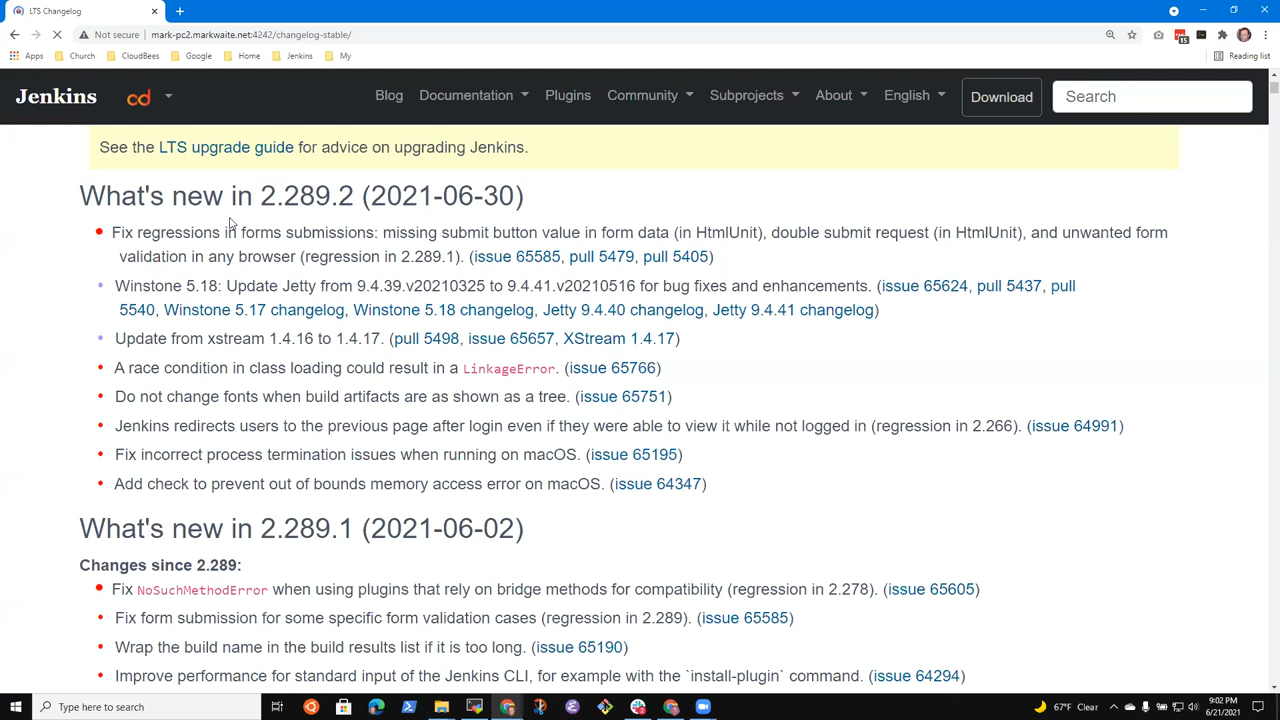 LTS Changelog
Not secure mark-pc2.markwaite.net:4242/changelog-stable/
15
Apps Church CloudBees Google Home Jenkins My Reading list
Jenkins cd Blog Documentation Plugins Community Subprojects About English Download Search
See the LTS upgrade guide for advice on upgrading Jenkins.
What's new in 2.289.2 (2021-06-30)
Fix regressions in forms submissions: missing submit button value in form data (in HtmlUnit), double submit request (in HtmlUnit), and unwanted form
validation in any browser (regression in 2.289.1). (issue 65585, pull 5479, pull 5405)
Winstone 5.18: Update Jetty from 9.4.39.v20210325 to 9.4.41.v20210516 for bug fixes and enhancements. (issue 65624, pull 5437, pull
5540, Winstone 5.17 changelog, Winstone 5.18 changelog, Jetty 9.4.40 changelog, Jetty 9.4.41 changelog)
Update from xstream 1.4.16 to 1.4.17. (pull 5498, issue 65657, XStream 1.4.17)
A race condition in class loading could result in a LinkageError. (issue 65766)
Do not change fonts when build artifacts are as shown as a tree. (issue 65751)
Jenkins redirects users to the previous page after login even if they were able to view it while not logged in (regression in 2.266). (issue 64991)
Fix incorrect process termination issues when running on macOS. (issue 65195)
Add check to prevent out of bounds memory access error on macOS. (issue 64347)
What's new in 2.289.1 (2021-06-02)
Changes since 2.289:
Fix NoSuchMethodError when using plugins that rely on bridge methods for compatibility (regression in 2.278). (issue 65605)
Fix form submission for some specific form validation cases (regression in 2.289). (issue 65585)
Wrap the build name in the build results list if it is too long. (issue 65190)
Improve performance for standard input of the Jenkins CLI, for example with the `install-plugin` command. (issue 64294)
Type here to search
67°F Clear
9:02 PM
6/21/2021